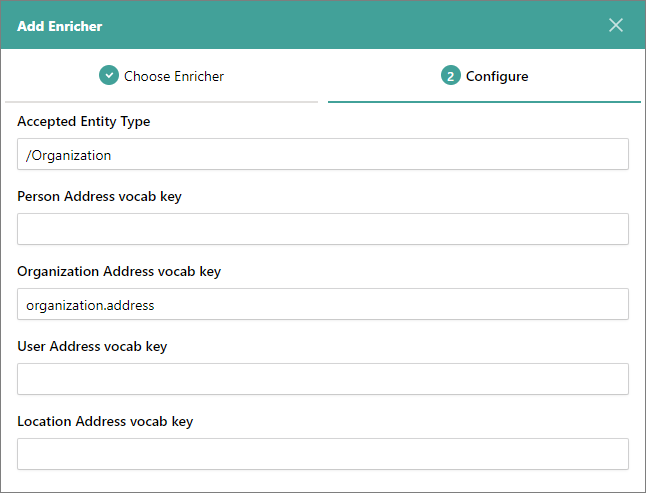 Add Enricher
Choose Enricher
2 Configure
Accepted Entity Type
/Organization
Person Address vocab key
Organization Address vocab key
organization.address
User Address vocab key
Location Address vocab key